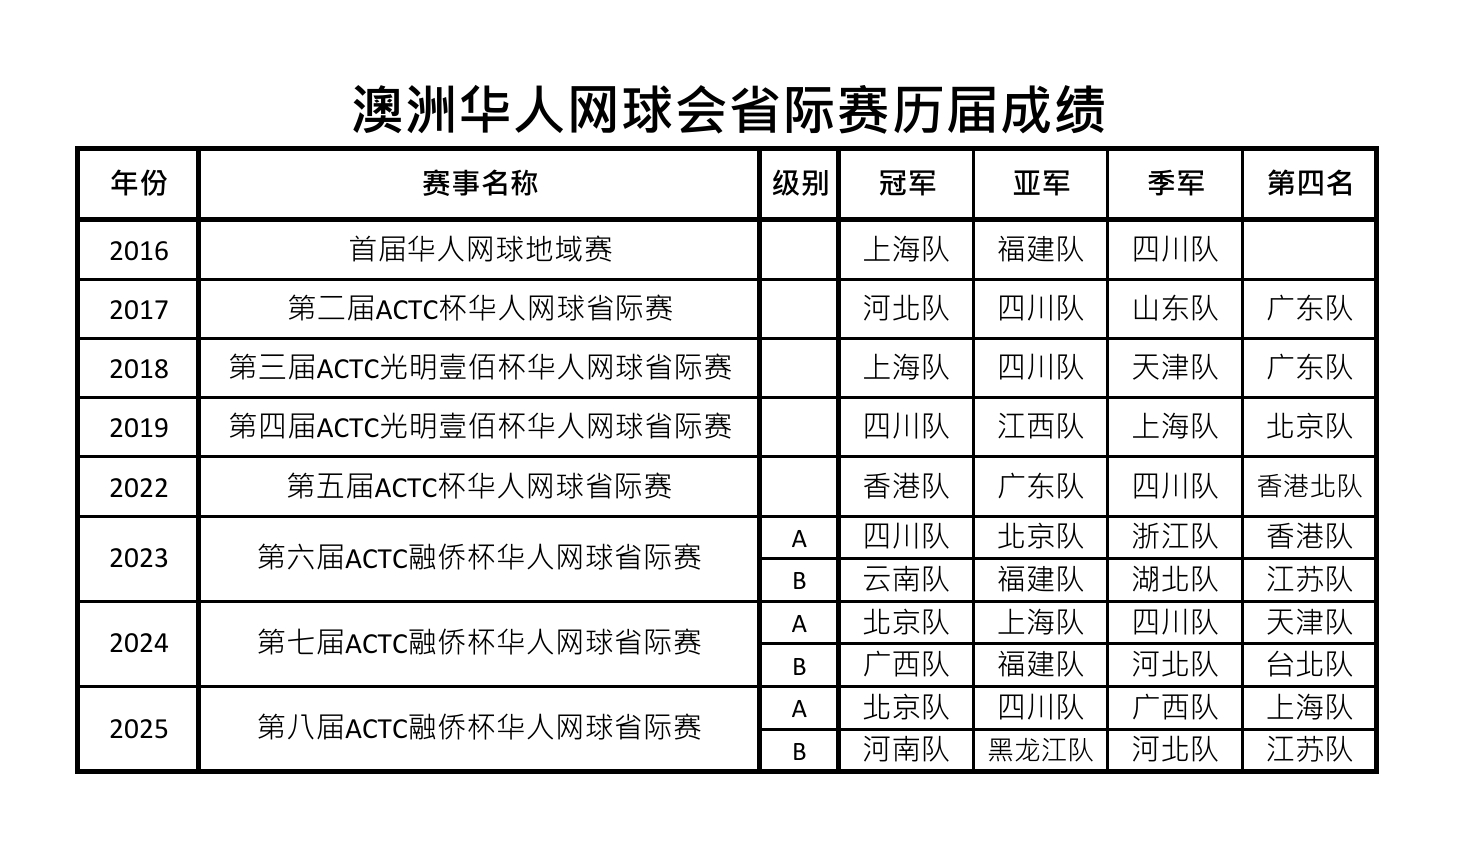 澳洲华人网球会省际赛历届成绩
年份 赛事名称 级别 冠军 亚军 季军 第四名
2016 首届华人网球地域赛 上海队 福建队 四川队
2017 第二届ACTC杯华人网球省际赛 河北队 四川队 山东队 广东队
2018 第三届ACTC光明壹佰杯华人网球省际赛 上海队 四川队 天津队 广东队
2019 第四届ACTC光明壹佰杯华人网球省际赛 四川队 江西队 上海队 北京队
2022 第五届ACTC杯华人网球省际赛 香港队 广东队 四川队 香港北队
2023 第六届ACTC融侨杯华人网球省际赛 A 四川队 北京队 浙江队 香港队
B 云南队 福建队 湖北队 江苏队
2024 第七届ACTC融侨杯华人网球省际赛 A 北京队 上海队 四川队 天津队
B 广西队 福建队 河北队 台北队
2025 第八届ACTC融侨杯华人网球省际赛 A 北京队 四川队 广西队 上海队
B 河南队 黑龙江队 河北队 江苏队